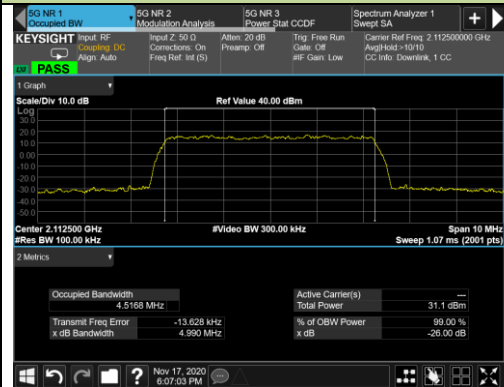 5G NR 1
Occupied BW
5G NR 2
Modulation Analysis
5G NR 3
Power Stat CCDF
Spectrum Analyzer 1
Swept SA
+
KEYSIGHT
Input: RF
Coupling: DC
Align: Auto
Input Z: 50 Ω
Corrections: On
Freq Ref: Int (S)
Atten: 20 dB
Preamp: Off
Trig: Free Run
Gate: Off
#IF Gain: Low
Carrier Ref Freq: 2.112500000 GHz
Avg|Hold:>10/10
CC Info: Downlink, 1 CC
LXI PASS
1 Graph
Scale/Div 10.0 dB
Ref Value 40.00 dBm
Log
30.0
20.0
10.0
0.00
-10.0
-20.0
-30.0
-40.0
-50.0
Center 2.112500 GHz
#Video BW 300.00 kHz
Span 10 MHz
#Res BW 100.00 kHz
Sweep 1.07 ms (2001 pts)
2 Metrics
Occupied Bandwidth
4.5168 MHz
Active Carrier(s)
---
Total Power
31.1 dBm
Transmit Freq Error
-13.628 kHz
% of OBW Power
99.00 %
x dB Bandwidth
4.990 MHz
x dB
-26.00 dB
?
Nov 17, 2020
6:07:03 PM